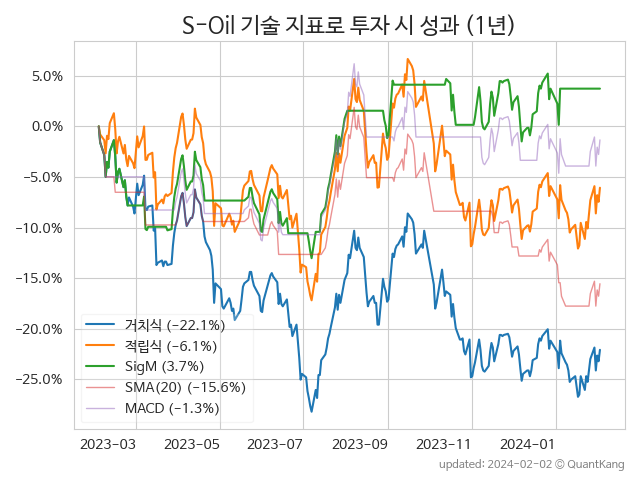 S-Oil 기술 지표로 투자 시 성과 (1년)
5.0%
0.0%
−5.0%
−10.0%
−15.0%
−20.0%
−25.0%
거치식 (−22.1%)
적립식 (−6.1%)
SigM (3.7%)
SMA(20) (−15.6%)
MACD (−1.3%)
2023-03 2023-05 2023-07 2023-09 2023-11 2024-01
updated: 2024-02-02 ⓒ QuantKang